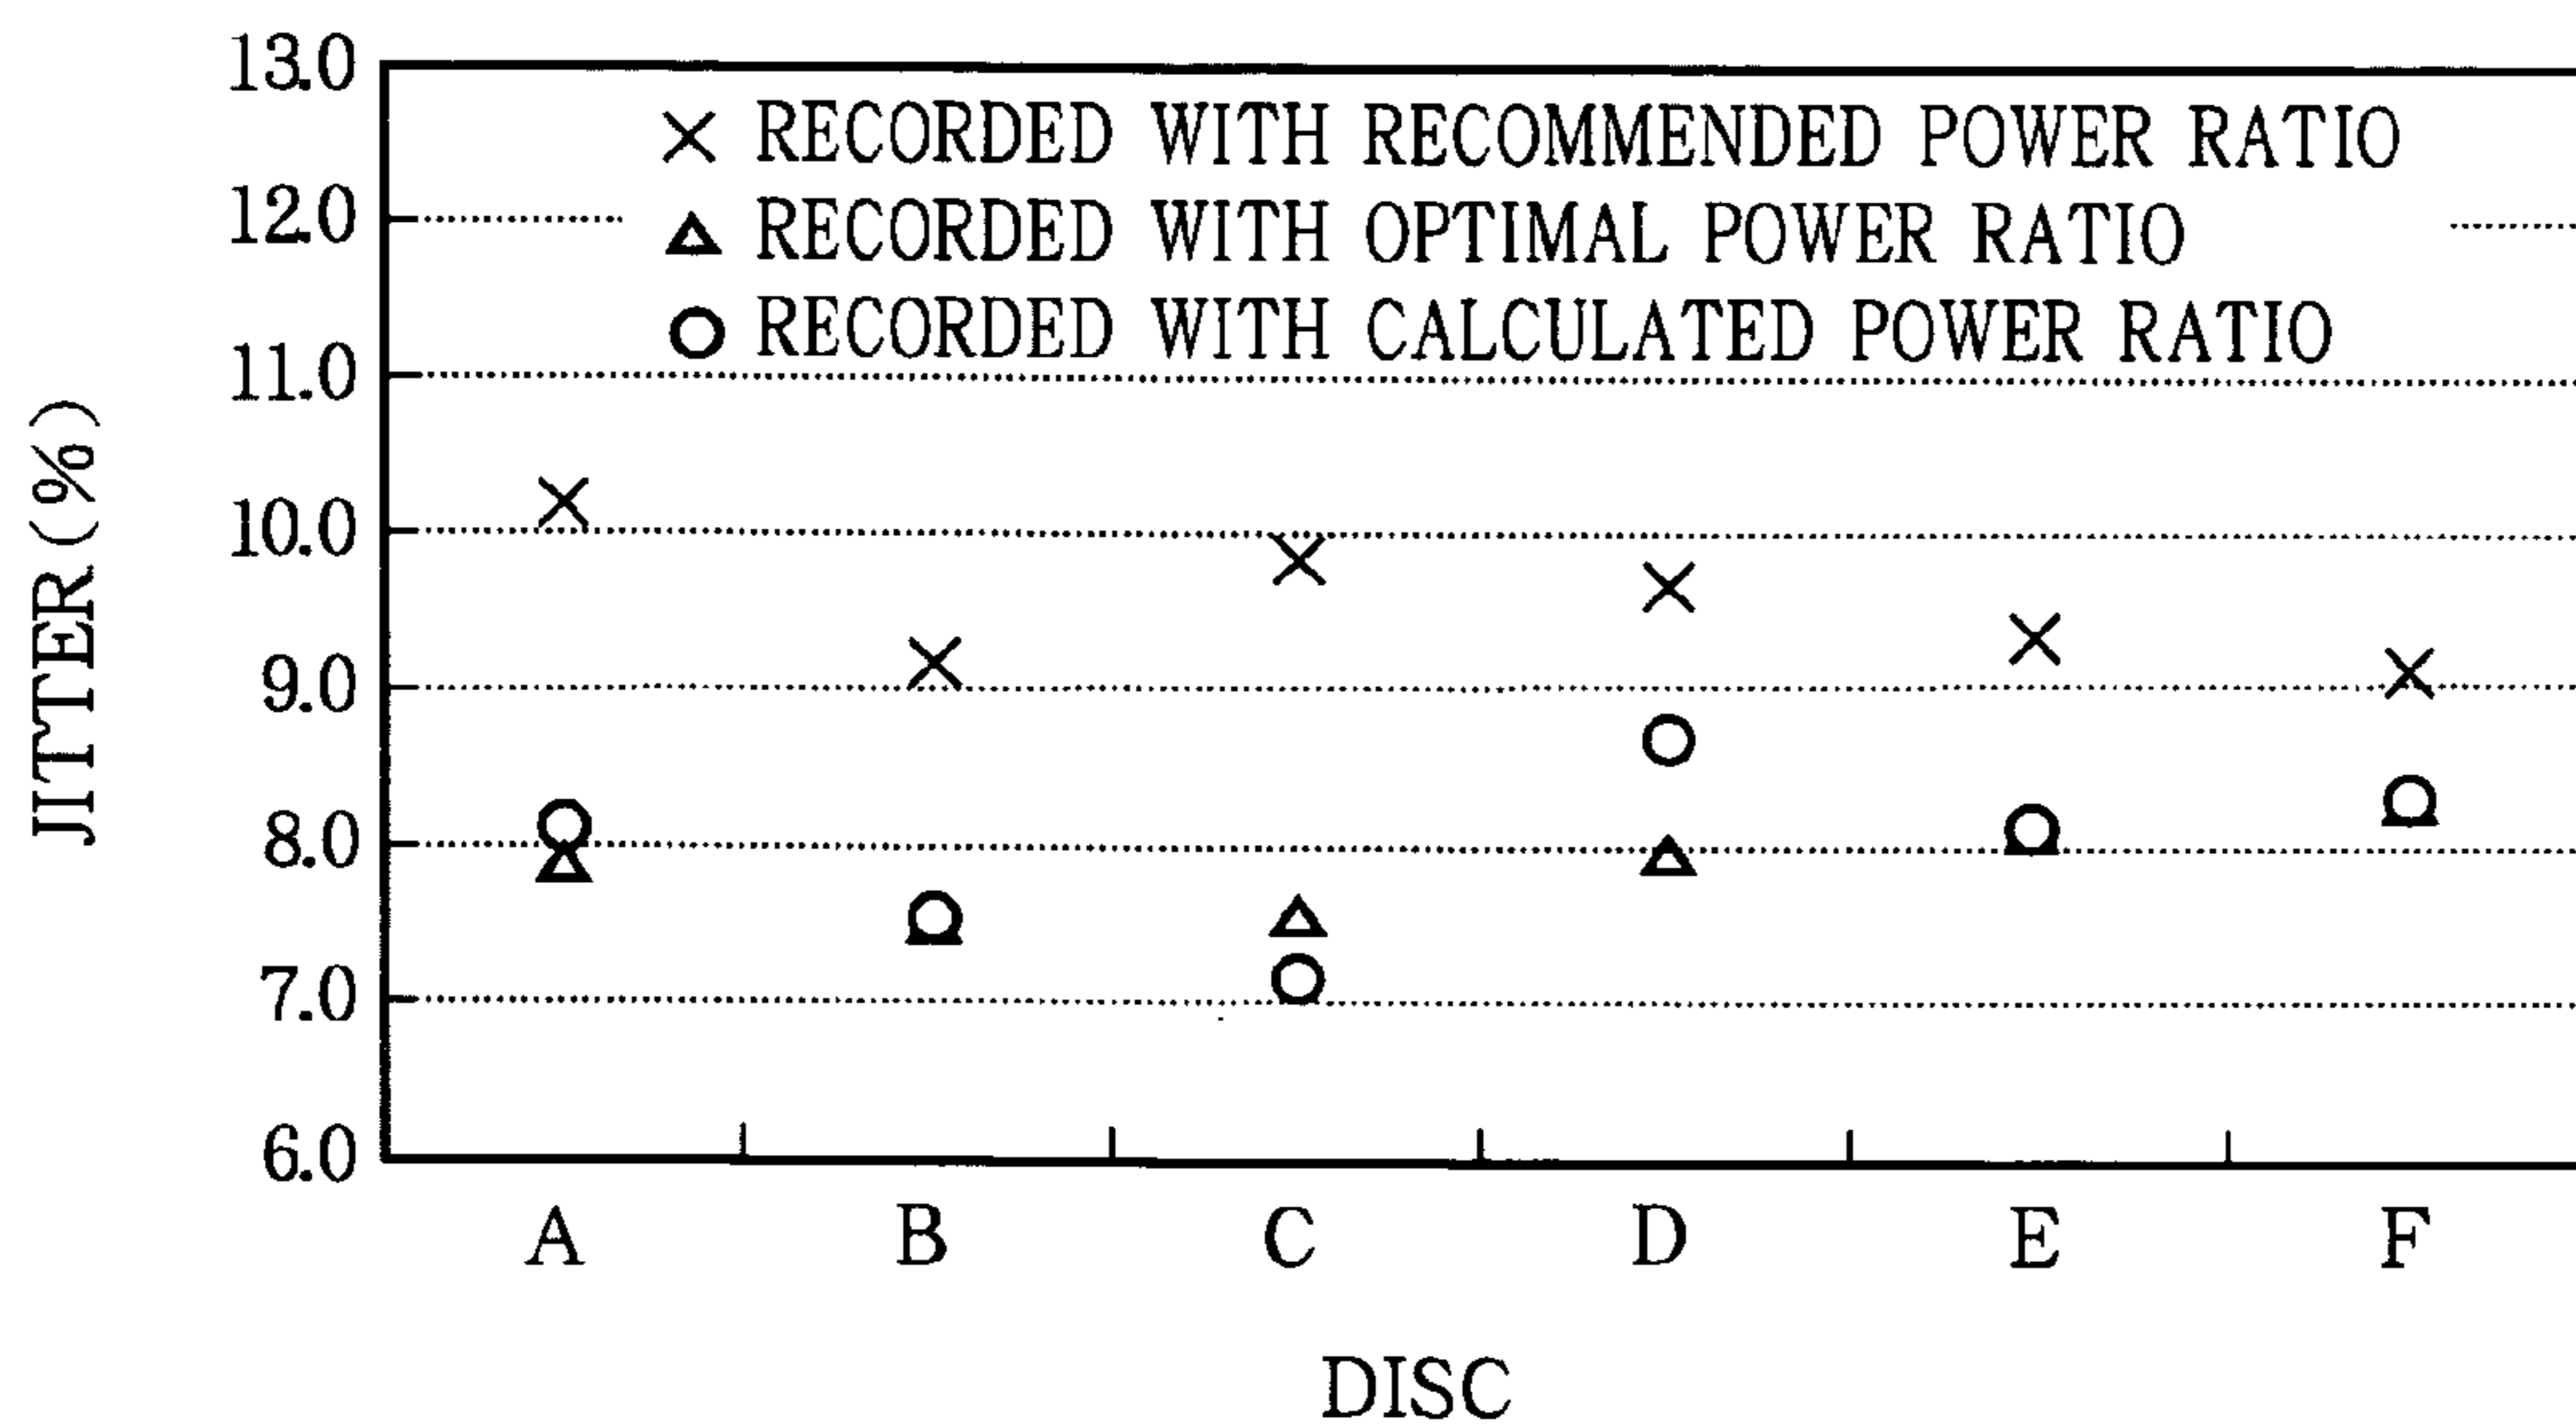 13.0
× RECORDED WITH RECOMMENDED POWER RATIO
12.0
△ RECORDED WITH OPTIMAL POWER RATIO
○ RECORDED WITH CALCULATED POWER RATIO
11.0
10.0
9.0
8.0
7.0
6.0
JITTER(%)
A B C D E F
DISC